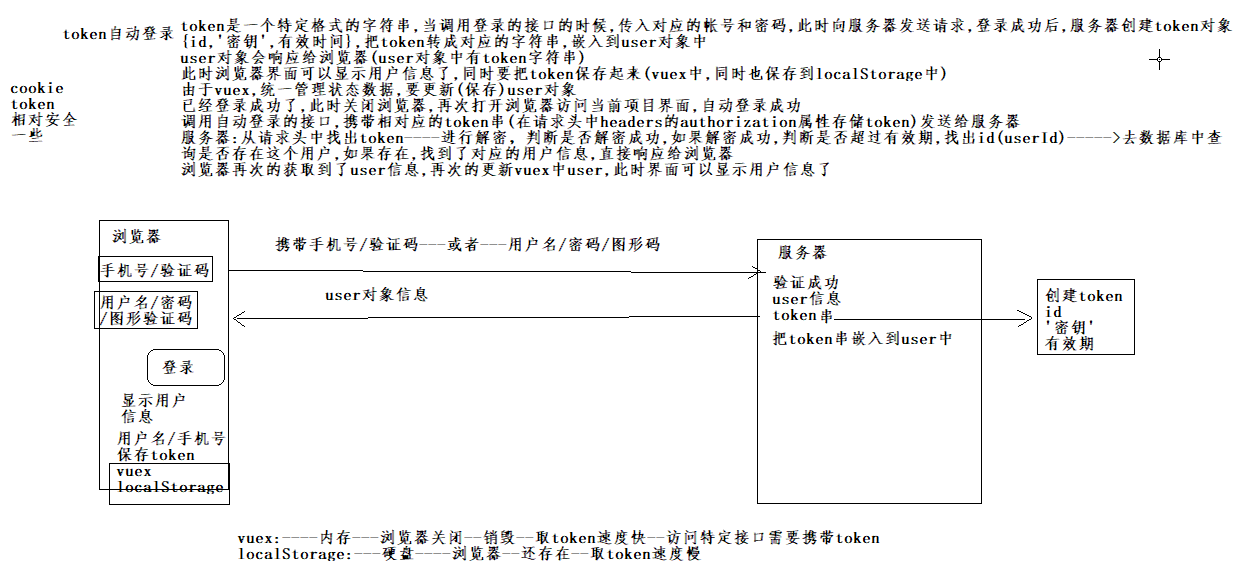 token自动登录
token是一个特定格式的字符串,当调用登录的接口的时候,传入对应的帐号和密码,此时向服务器发送请求,登录成功后,服务器创建token对象
{id,'密钥',有效时间},把token转成对应的字符串,嵌入到user对象中
user对象会响应给浏览器(user对象中有token字符串)
此时浏览器界面可以显示用户信息了,同时要把token保存起来(vuex中,同时也保存到localStorage中)
由于vuex,统一管理状态数据,要更新(保存)user对象
已经登录成功了,此时关闭浏览器,再次打开浏览器访问当前项目界面,自动登录成功
调用自动登录的接口,携带相对应的token串(在请求头中headers的authorization属性存储token)发送给服务器
服务器:从请求头中找出token----进行解密, 判断是否解密成功,如果解密成功,判断是否超过有效期,找出id(userId)----->去数据库中查
询是否存在这个用户,如果存在,找到了对应的用户信息,直接响应给浏览器
浏览器再次的获取到了user信息,再次的更新vuex中user,此时界面可以显示用户信息了
cookie
token
相对安全
一些
浏览器
手机号/验证码
用户名/密码
/图形验证码
登录
显示用户
信息
用户名/手机号
保存token
vuex
localStorage
携带手机号/验证码---或者---用户名/密码/图形码
user对象信息
服务器
验证成功
user信息
token串
把token串嵌入到user中
创建token
id
'密钥'
有效期
vuex:----内存---浏览器关闭--销毁--取token速度快--访问特定接口需要携带token
localStorage:---硬盘----浏览器--还存在--取token速度慢